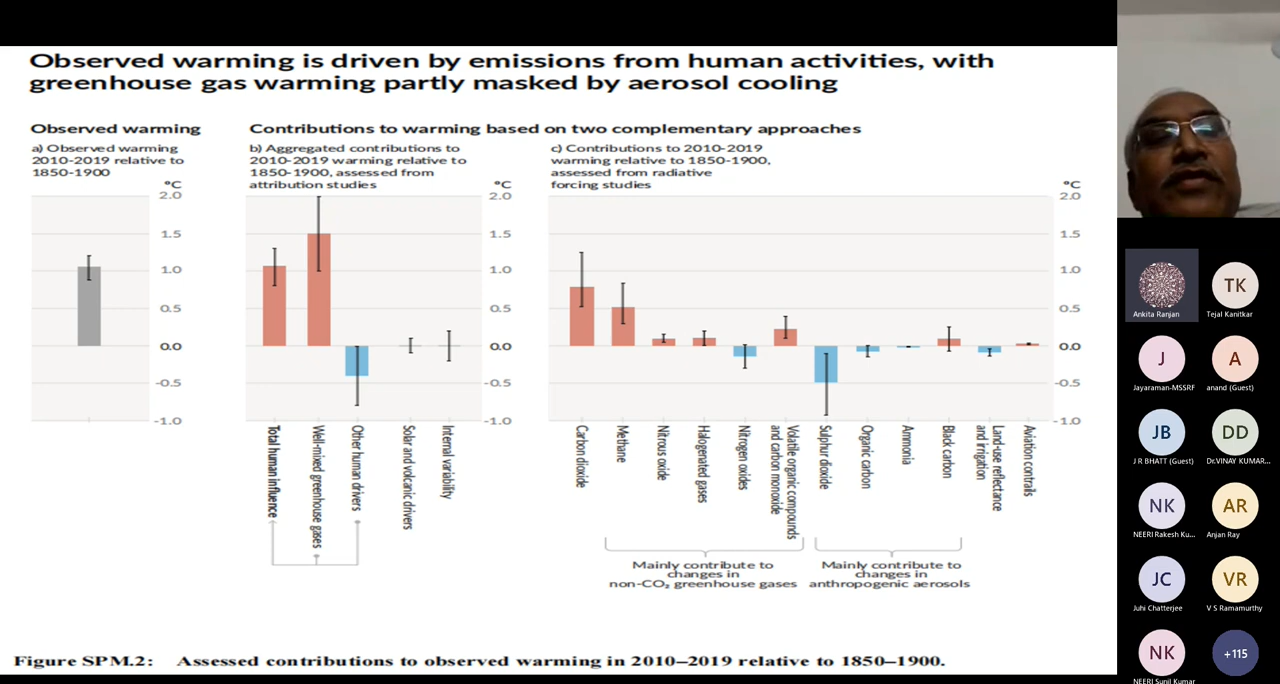 Observed warming is driven by emissions from human activities, with
greenhouse gas warming partly masked by aerosol cooling
Observed warming
a) Observed warming
2010-2019 relative to
1850-1900
°C
2.0
1.5
1.0
0.5
0.0
-0.5
-1.0
Contributions to warming based on two complementary approaches
b) Aggregated contributions to
2010-2019 warming relative to
1850-1900, assessed from
attribution studies
°C
2.0
1.5
1.0
0.5
0.0
-0.5
-1.0
Total human influence
Well-mixed greenhouse gases
Other human drivers
Solar and volcanic drivers
Internal variability
c) Contributions to 2010-2019
warming relative to 1850-1900,
assessed from radiative
forcing studies
°C
2.0
1.5
1.0
0.5
0.0
-0.5
-1.0
Carbon dioxide
Methane
Nitrous oxide
Halogenated gases
Nitrogen oxides
Volatile organic compounds
and carbon monoxide
Sulphur dioxide
Organic carbon
Ammonia
Black carbon
Land-use reflectance
and irrigation
Aviation contrails
Mainly contribute to
changes in
non-CO₂ greenhouse gases
Mainly contribute to
changes in
anthropogenic aerosols
Figure SPM.2: Assessed contributions to observed warming in 2010–2019 relative to 1850–1900.
Ankita Ranjan
TK
Tejal Kanitkar
J
Jayaraman-MSSRF
A
anand (Guest)
JB
J R BHATT (Guest)
DD
Dr.VINAY KUMAR...
NK
NEERI Rakesh Ku...
AR
Anjan Ray
JC
Juhi Chatterjee
VR
V S Ramamurthy
NK
NEERI Sunil Kumar
+115